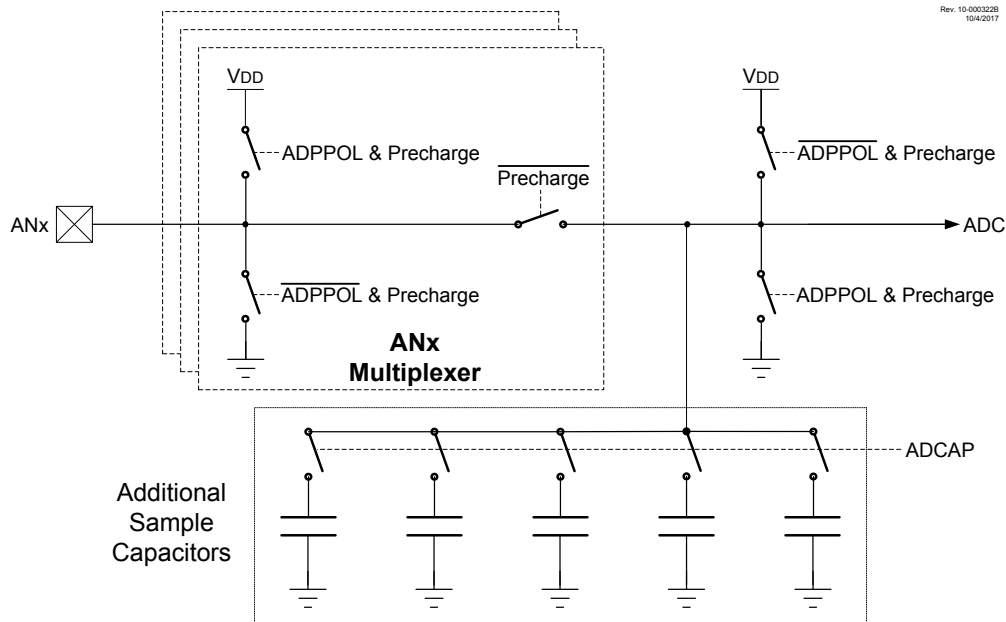 Rev. 10-000322B
10/4/2017
VDD
VDD
ADPPOL & Precharge
ADPPOL & Precharge
Precharge
ANx
ADC
ADPPOL & Precharge
ADPPOL & Precharge
ANx
Multiplexer
ADCAP
Additional
Sample
Capacitors